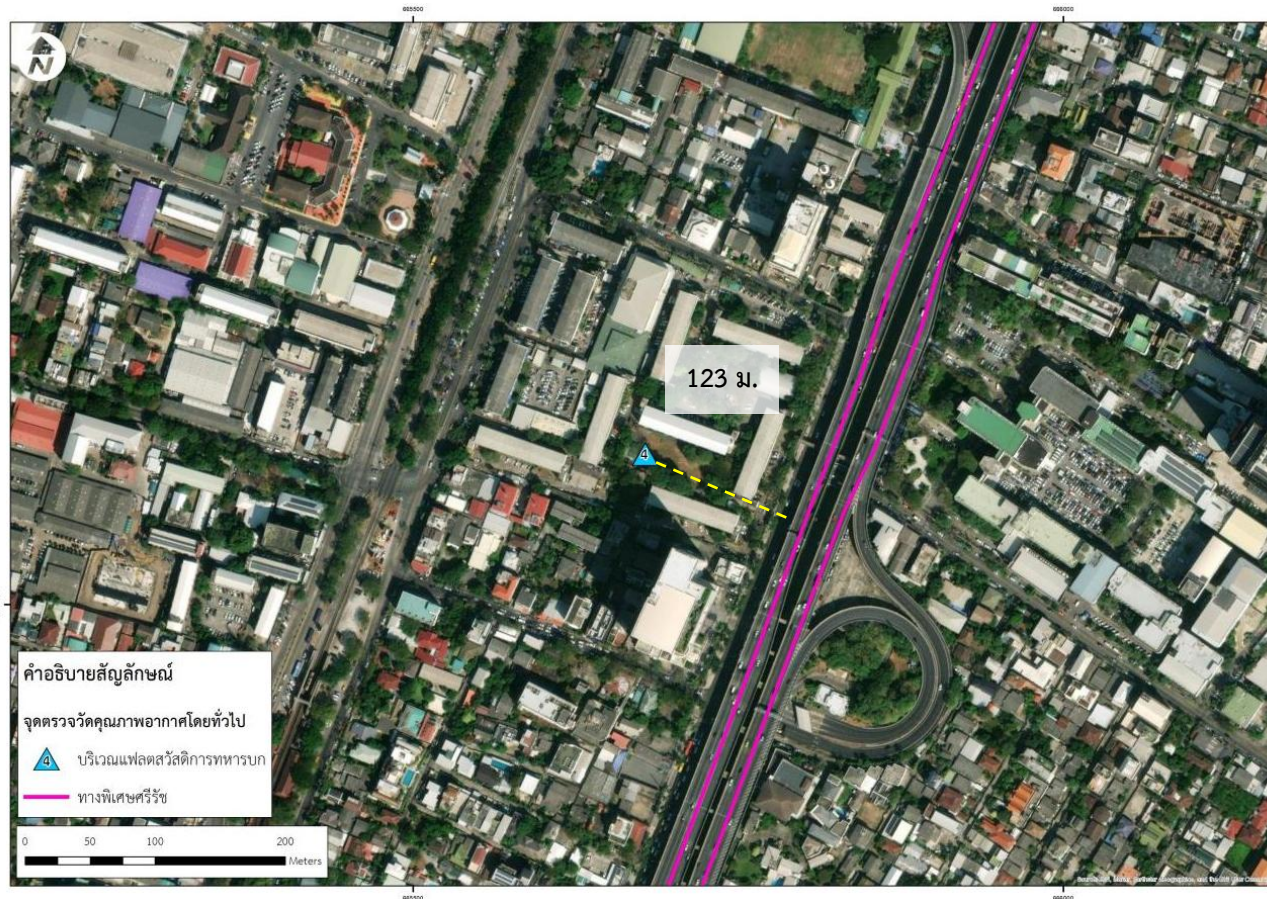 665500
666000
N
123 ม.
4
คำอธิบายสัญลักษณ์
จุดตรวจวัดคุณภาพอากาศโดยทั่วไป
4 บริเวณแฟลตสวัสดิการทหารบก
ทางพิเศษศรีรัช
0 50 100 200
Meters
665500
666000